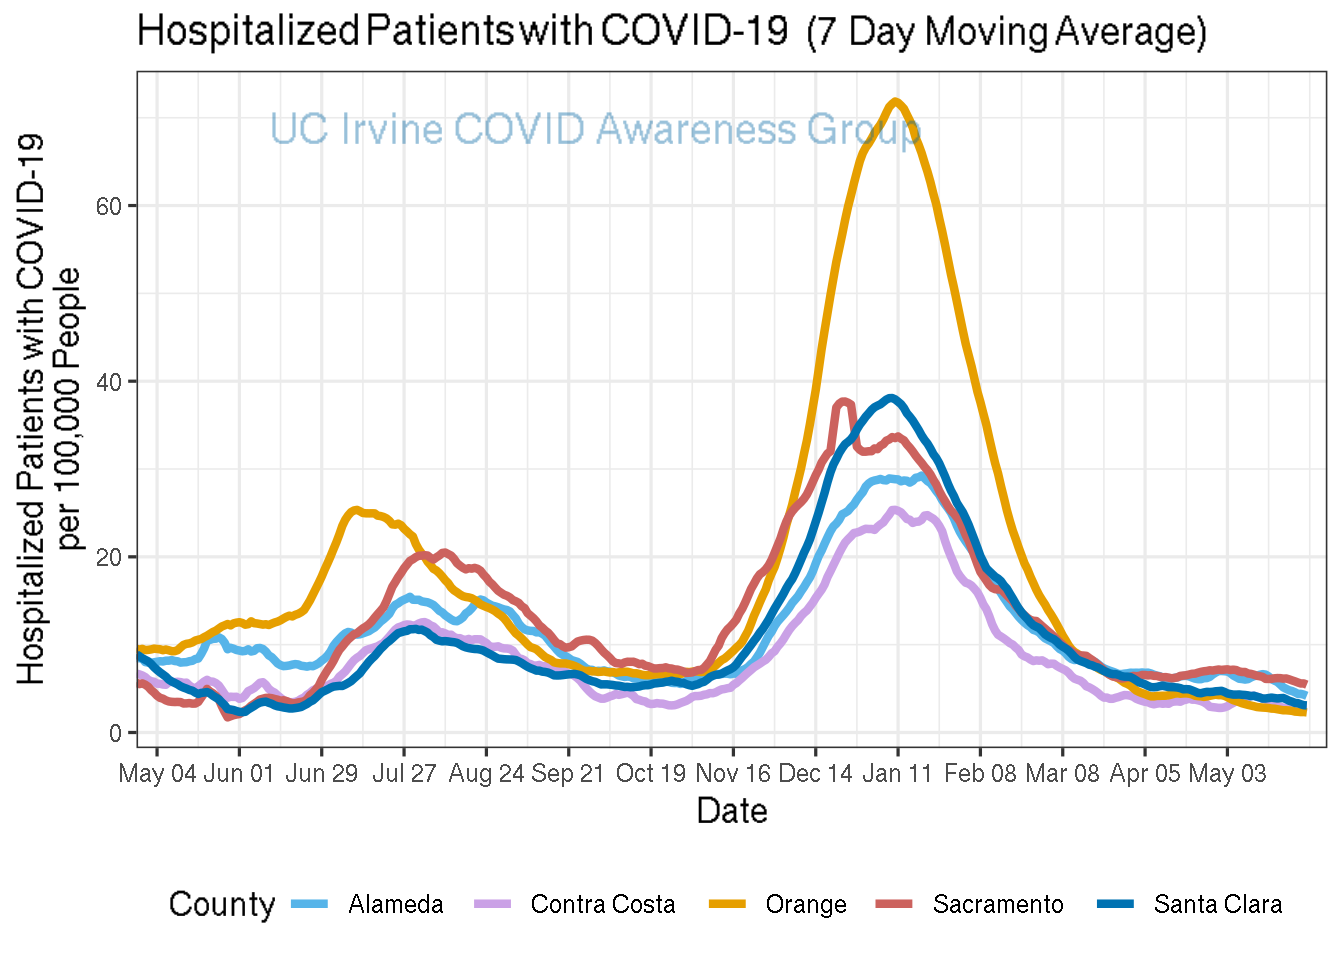 Hospitalized Patients with COVID-19 (7 Day Moving Average)
UC Irvine COVID Awareness Group
Hospitalized Patients with COVID-19
per 100,000 People
60
40
20
0
May 04 Jun 01 Jun 29 Jul 27 Aug 24 Sep 21 Oct 19 Nov 16 Dec 14 Jan 11 Feb 08 Mar 08 Apr 05 May 03
Date
County Alameda Contra Costa Orange Sacramento Santa Clara